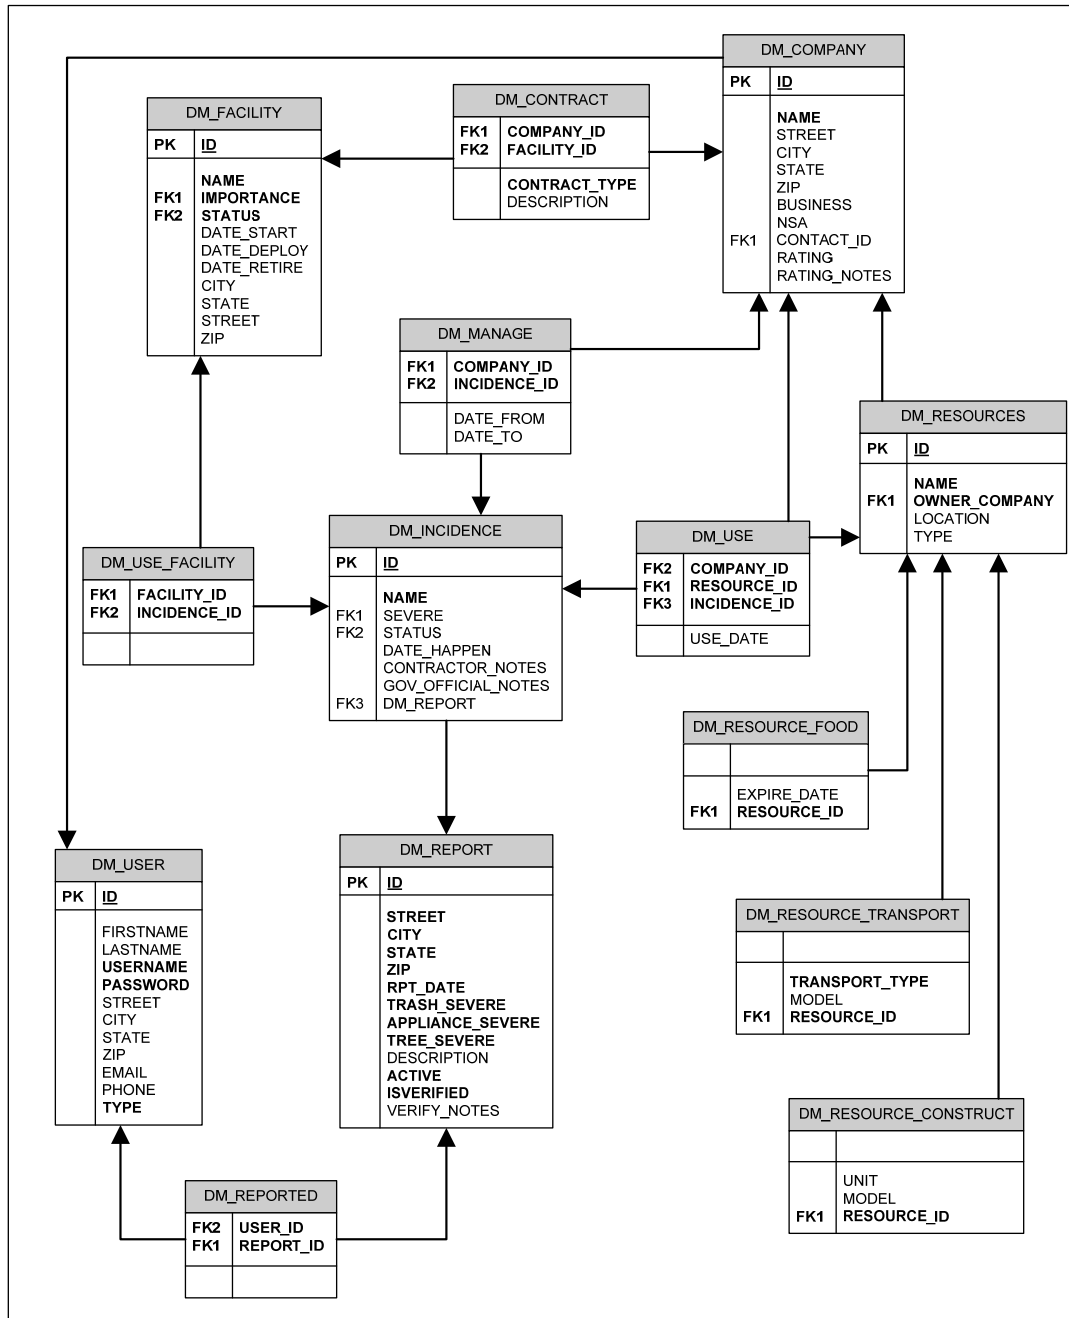 DM_COMPANY
PK ID
NAME
STREET
CITY
STATE
ZIP
BUSINESS
NSA
FK1 CONTACT_ID
RATING
RATING_NOTES
DM_CONTRACT
FK1 COMPANY_ID
FK2 FACILITY_ID
CONTRACT_TYPE
DESCRIPTION
DM_FACILITY
PK ID
NAME
FK1 IMPORTANCE
FK2 STATUS
DATE_START
DATE_DEPLOY
DATE_RETIRE
CITY
STATE
STREET
ZIP
DM_MANAGE
FK1 COMPANY_ID
FK2 INCIDENCE_ID
DATE_FROM
DATE_TO
DM_RESOURCES
PK ID
NAME
FK1 OWNER_COMPANY
LOCATION
TYPE
DM_INCIDENCE
PK ID
NAME
FK1 SEVERE
FK2 STATUS
DATE_HAPPEN
CONTRACTOR_NOTES
GOV_OFFICIAL_NOTES
FK3 DM_REPORT
DM_USE
FK2 COMPANY_ID
FK1 RESOURCE_ID
FK3 INCIDENCE_ID
USE_DATE
DM_USE_FACILITY
FK1 FACILITY_ID
FK2 INCIDENCE_ID
DM_RESOURCE_FOOD
EXPIRE_DATE
FK1 RESOURCE_ID
DM_USER
PK ID
FIRSTNAME
LASTNAME
USERNAME
PASSWORD
STREET
CITY
STATE
ZIP
EMAIL
PHONE
TYPE
DM_REPORT
PK ID
STREET
CITY
STATE
ZIP
RPT_DATE
TRASH_SEVERE
APPLIANCE_SEVERE
TREE_SEVERE
DESCRIPTION
ACTIVE
ISVERIFIED
VERIFY_NOTES
DM_RESOURCE_TRANSPORT
TRANSPORT_TYPE
MODEL
FK1 RESOURCE_ID
DM_RESOURCE_CONSTRUCT
UNIT
MODEL
FK1 RESOURCE_ID
DM_REPORTED
FK2 USER_ID
FK1 REPORT_ID